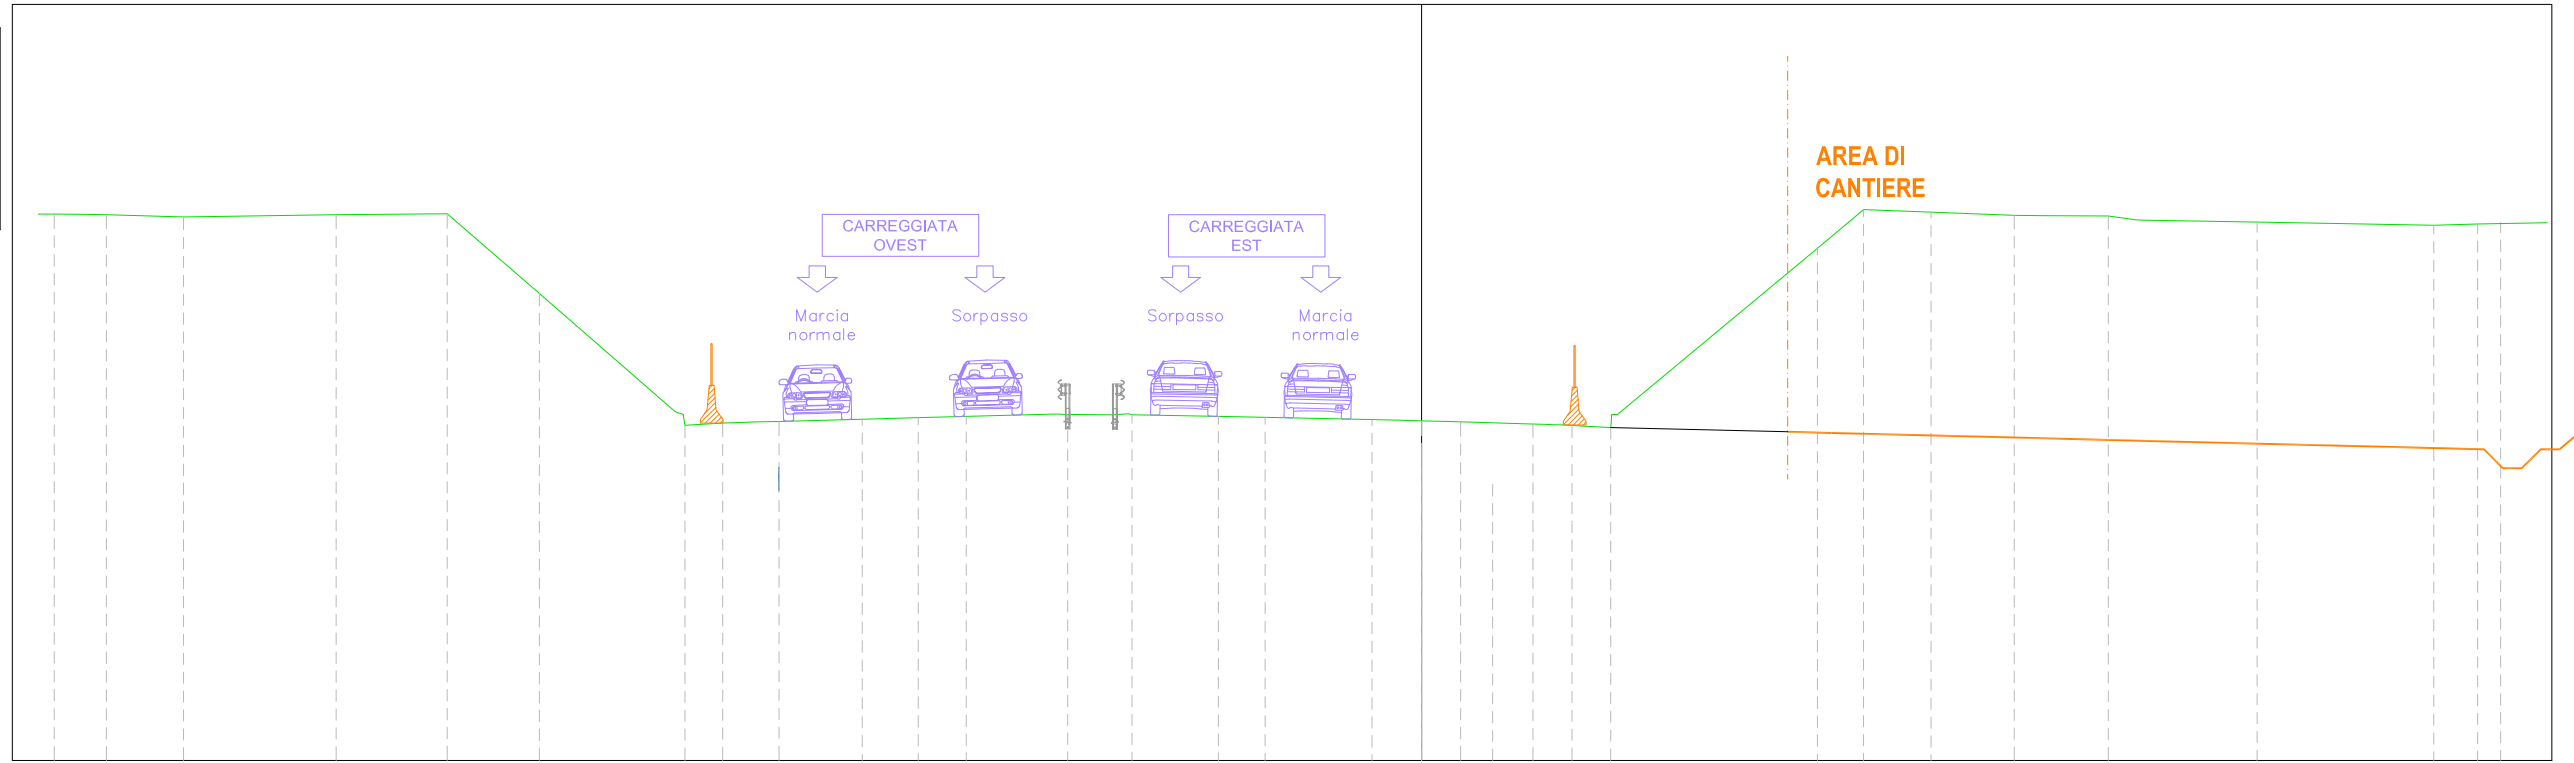 AREA DI
CANTIERE
CARREGGIATA
OVEST
CARREGGIATA
EST
Marcia
normale
Sorpasso
Sorpasso
Marcia
normale